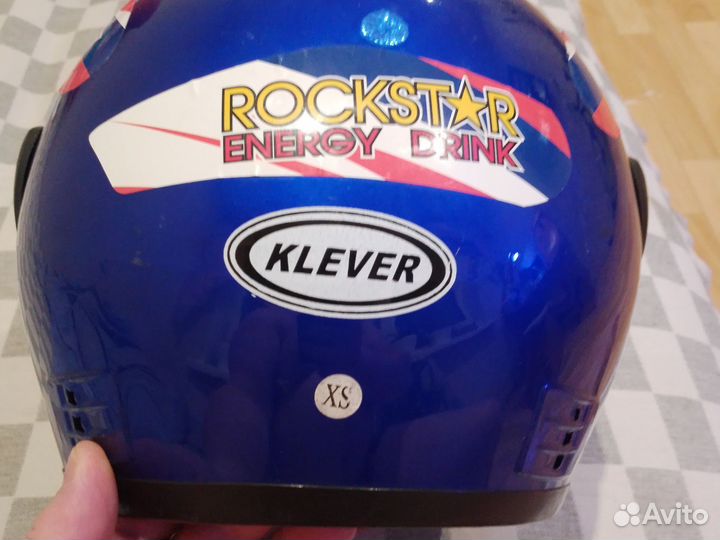 ROCKSTAR
ENERGY DRINK
KLEVER
XS
Avito